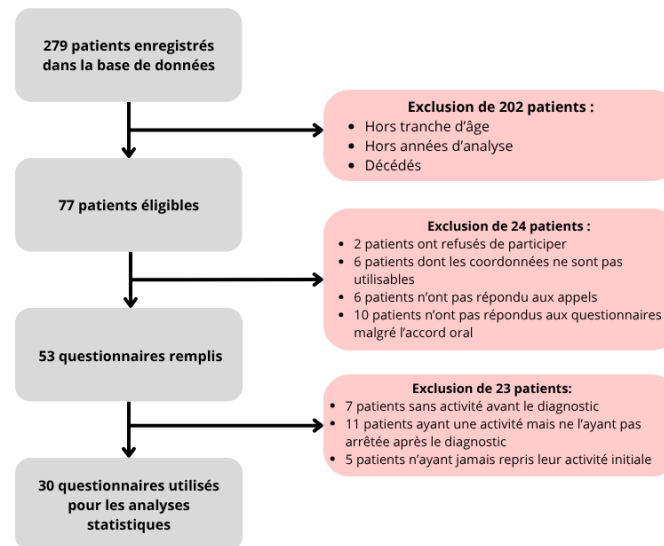 279 patients enregistrés
dans la base de données
Exclusion de 202 patients :
• Hors tranche d’âge
• Hors années d’analyse
• Décédés
77 patients éligibles
Exclusion de 24 patients :
• 2 patients ont refusés de participer
• 6 patients dont les coordonnées ne sont pas
utilisables
• 6 patients n’ont pas répondu aux appels
• 10 patients n’ont pas répondus aux questionnaires
malgré l’accord oral
53 questionnaires remplis
Exclusion de 23 patients:
• 7 patients sans activité avant le diagnostic
• 11 patients ayant une activité mais ne l’ayant pas
arrêtée après le diagnostic
• 5 patients n’ayant jamais repris leur activité initiale
30 questionnaires utilisés
pour les analyses
statistiques